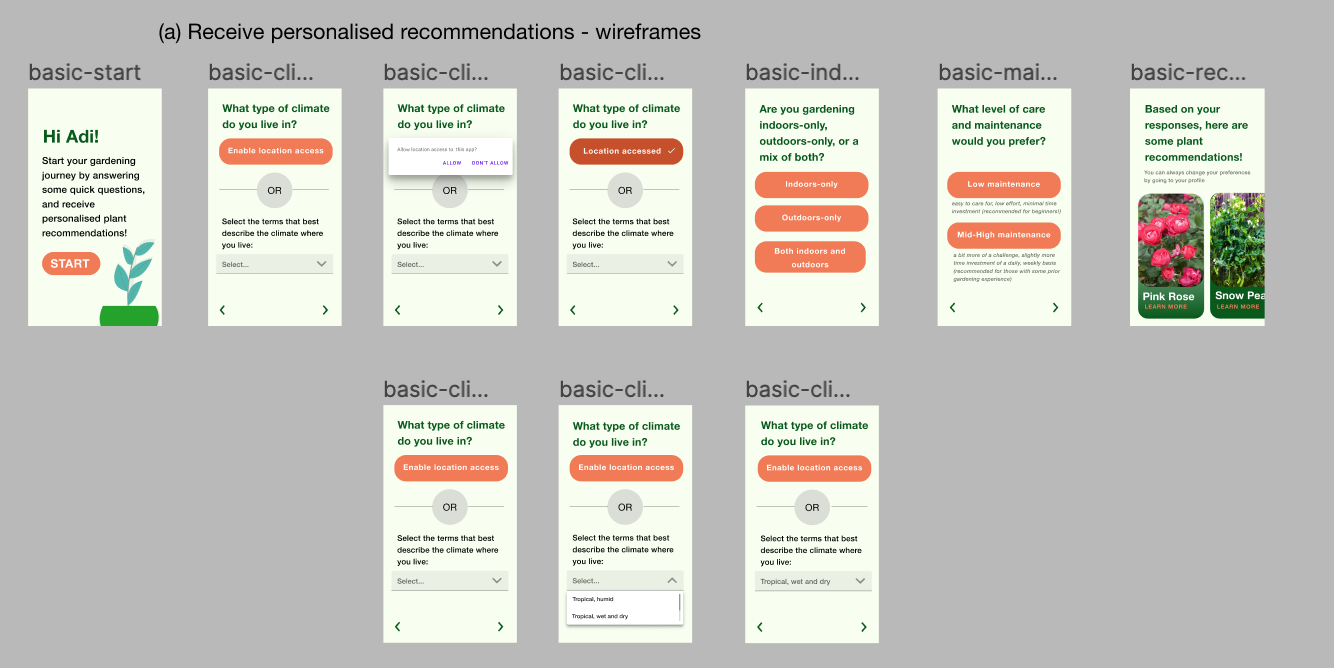 (a) Receive personalised recommendations - wireframes
basic-start
Hi Adi!
Start your gardening
journey by answering
some quick questions,
and receive
personalised plant
recommendations!
START
basic-cli...
What type of climate
do you live in?
Enable location access
OR
Select the terms that best
describe the climate where
you live:
Select...
basic-cli...
What type of climate
do you live in?
Allow location access to this app?
ALLOW DON'T ALLOW
OR
Select the terms that best
describe the climate where
you live:
Select...
basic-cli...
What type of climate
do you live in?
Location accessed
OR
Select the terms that best
describe the climate where
you live:
Select...
basic-ind...
Are you gardening
indoors-only,
outdoors-only, or a
mix of both?
Indoors-only
Outdoors-only
Both indoors and
outdoors
basic-mai...
What level of care
and maintenance
would you prefer?
Low maintenance
easy to care for, low effort, minimal time
investment (recommended for beginners!)
Mid-High maintenance
a bit more of a challenge, slightly more
time investment of a daily, weekly basis
(recommended for those with some prior
gardening experience)
basic-rec...
Based on your
responses, here are
some plant
recommendations!
You can always change your preferences
by going to your profile
Pink Rose
LEARN MORE
Snow Pea
LEARN MORE
basic-cli...
What type of climate
do you live in?
Enable location access
OR
Select the terms that best
describe the climate where
you live:
Select...
basic-cli...
What type of climate
do you live in?
Enable location access
OR
Select the terms that best
describe the climate where
you live:
Select...
Tropical, humid
Tropical, wet and dry
basic-cli...
What type of climate
do you live in?
Enable location access
OR
Select the terms that best
describe the climate where
you live:
Tropical, wet and dry